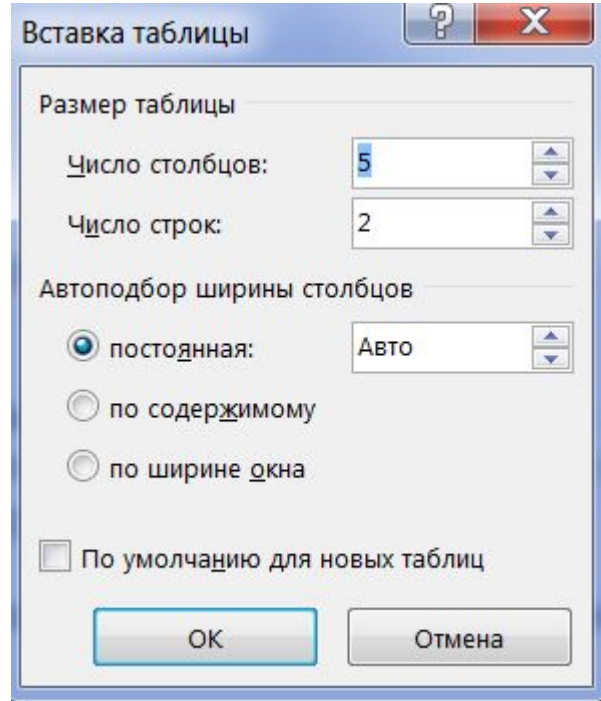 Вставка таблицы
Размер таблицы
Число столбцов: 5
Число строк: 2
Автоподбор ширины столбцов
постоянная: Авто
по содержимому
по ширине окна
По умолчанию для новых таблиц
ОК Отмена